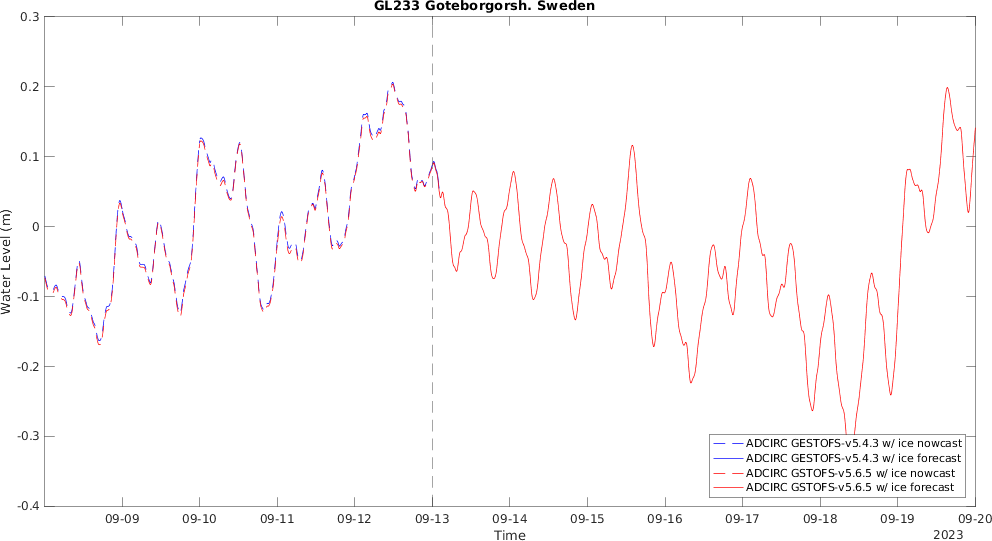 GL233 Goteborgorsh. Sweden
0.3
0.2
0.1
0
-0.1
-0.2
-0.3
-0.4
Water Level (m)
09-09 09-10 09-11 09-12 09-13 09-14 09-15 09-16 09-17 09-18 09-19 09-20
Time
2023
ADCIRC GESTOFS-v5.4.3 w/ ice nowcast
ADCIRC GESTOFS-v5.4.3 w/ ice forecast
ADCIRC GSTOFS-v5.6.5 w/ ice nowcast
ADCIRC GSTOFS-v5.6.5 w/ ice forecast